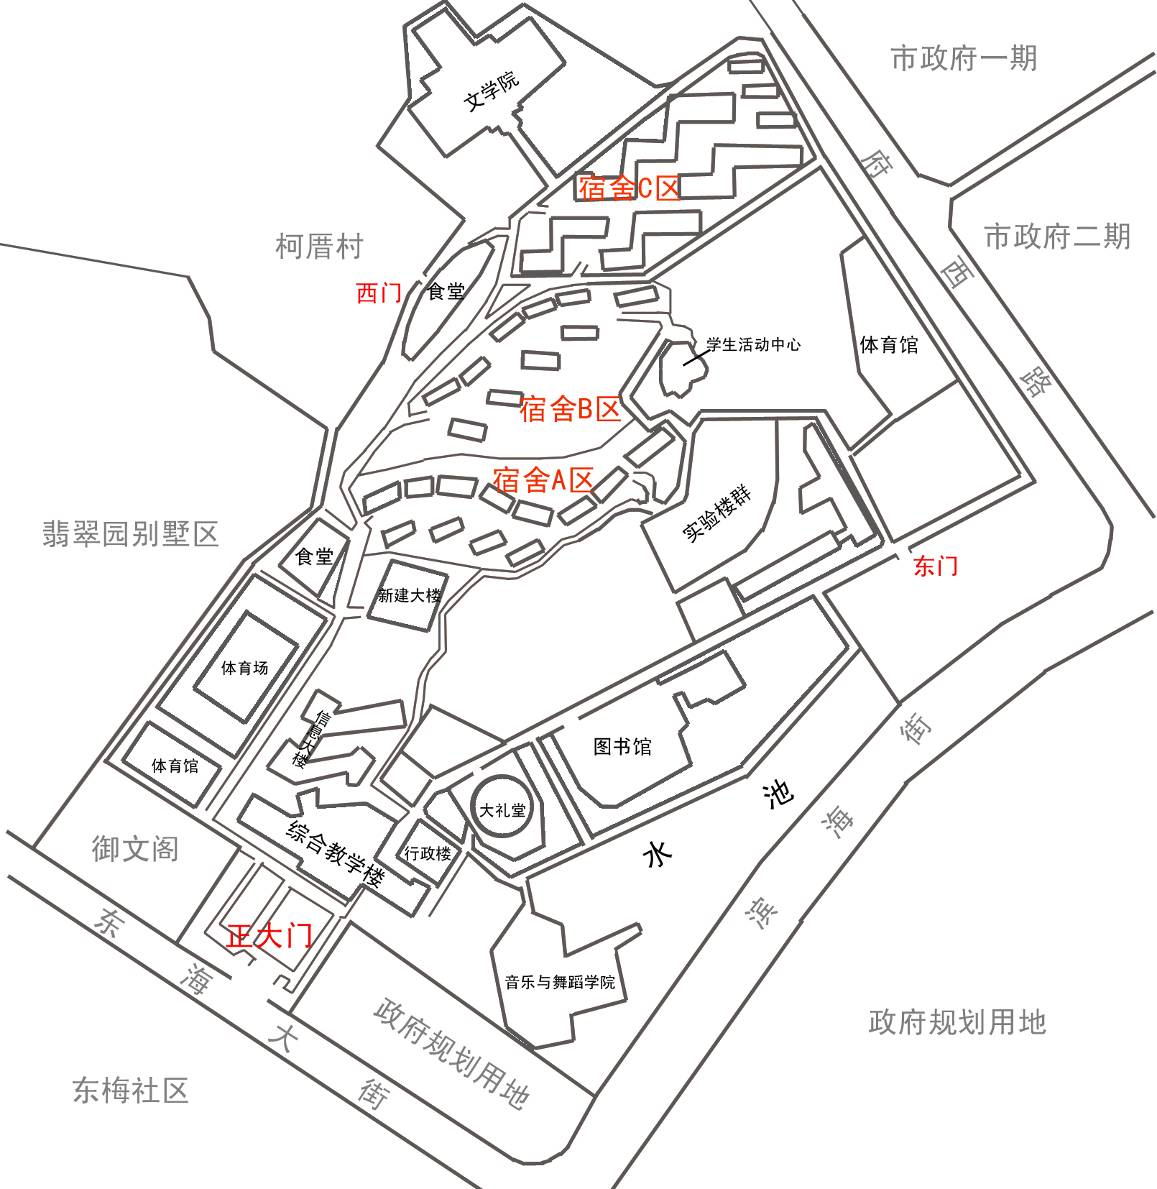 市政府一期
文学院
府西路
宿舍C区
市政府二期
柯厝村
西门
食堂
学生活动中心
体育馆
宿舍B区
宿舍A区
实验楼群
翡翠园别墅区
食堂
东门
新建大楼
体育场
信息大楼
图书馆
体育馆
滨海街
水池
大礼堂
御文阁
综合教学楼
行政楼
正大门
东海大街
音乐与舞蹈学院
政府规划用地
政府规划用地
东梅社区